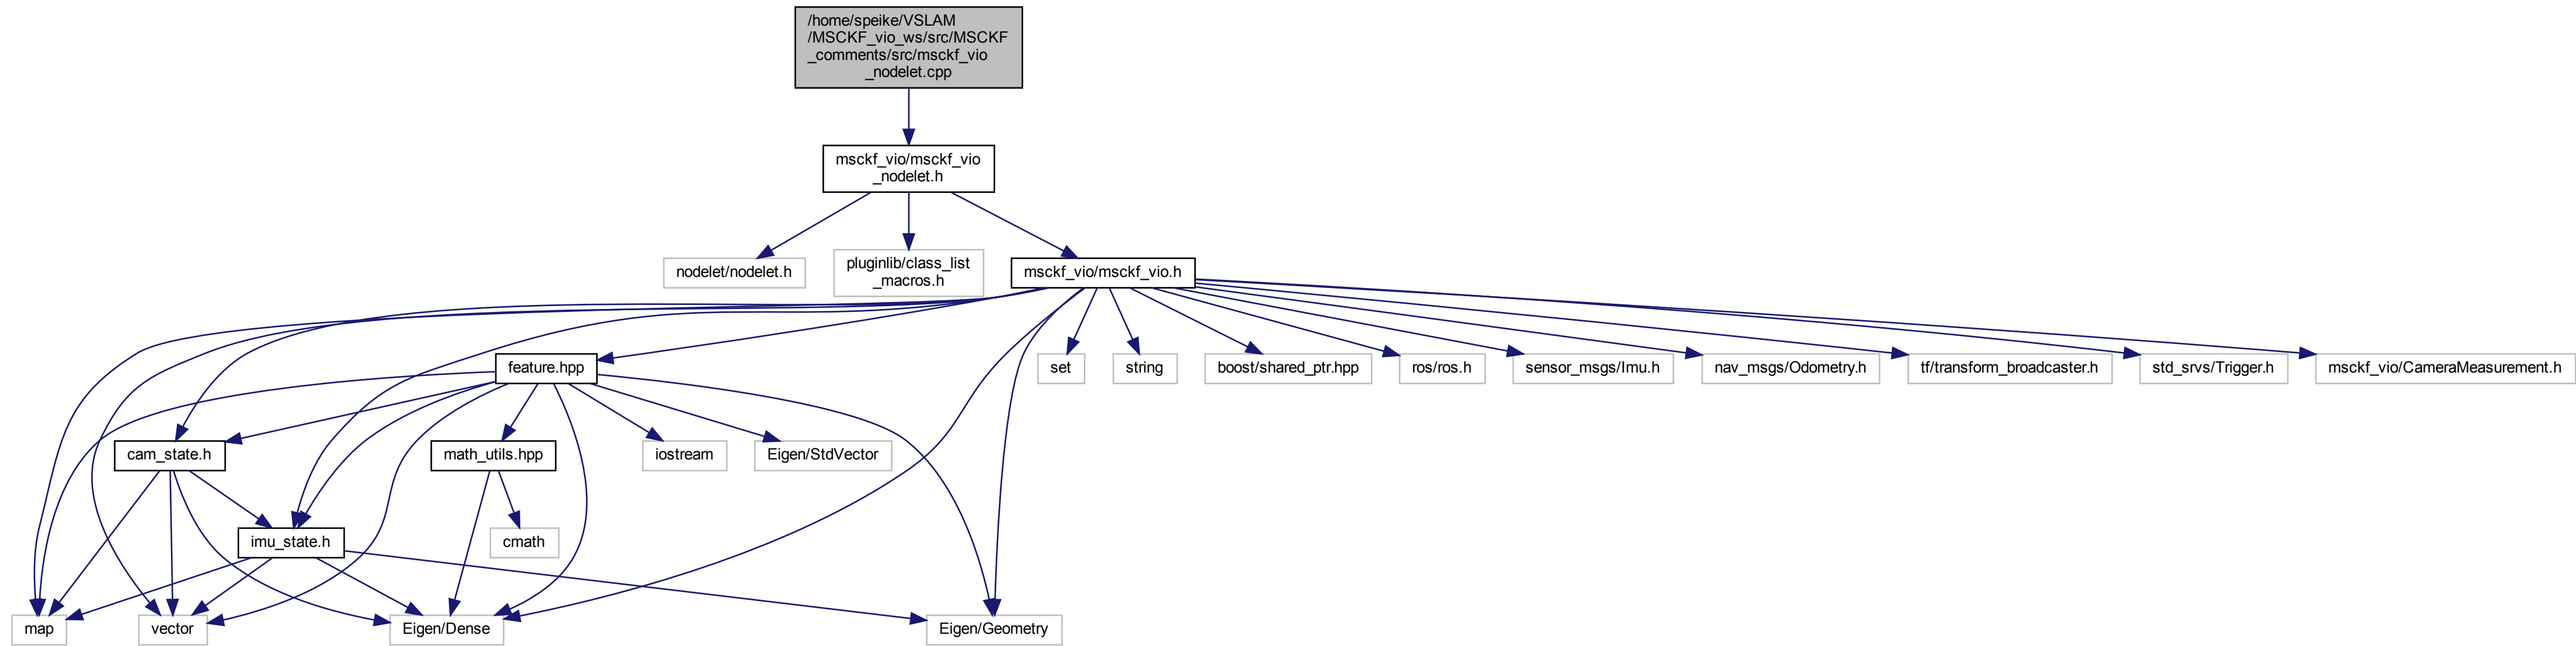 /home/speike/VSLAM
/MSCKF_vio_ws/src/MSCKF
_comments/src/msckf_vio
_nodelet.cpp
msckf_vio/msckf_vio
_nodelet.h
nodelet/nodelet.h
pluginlib/class_list
_macros.h
msckf_vio/msckf_vio.h
feature.hpp
set
string
boost/shared_ptr.hpp
ros/ros.h
sensor_msgs/Imu.h
nav_msgs/Odometry.h
tf/transform_broadcaster.h
std_srvs/Trigger.h
msckf_vio/CameraMeasurement.h
cam_state.h
math_utils.hpp
iostream
Eigen/StdVector
imu_state.h
cmath
map
vector
Eigen/Dense
Eigen/Geometry